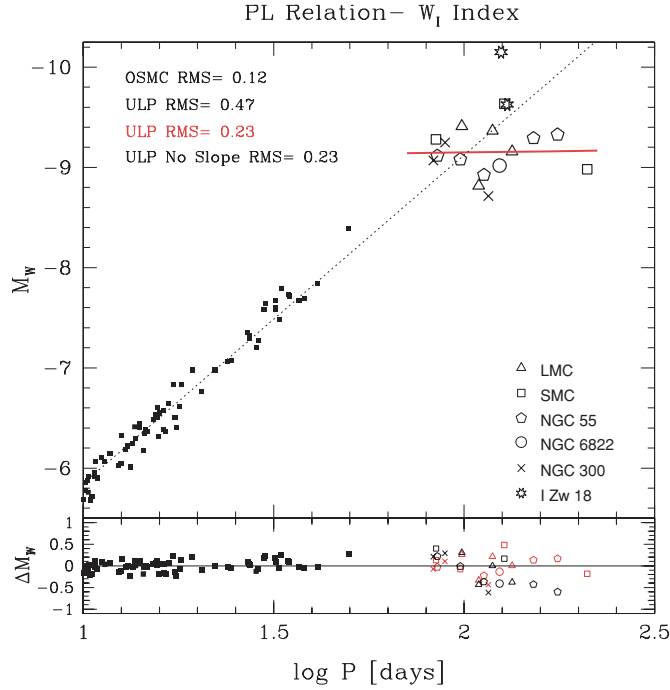 PL Relation− W_I Index
OSMC RMS= 0.12
ULP RMS= 0.47
ULP RMS= 0.23
ULP No Slope RMS= 0.23
-10
-9
-8
-7
-6
M_W
LMC
SMC
NGC 55
NGC 6822
NGC 300
I Zw 18
1
0.5
0
-0.5
-1
ΔM_W
1
1.5
2
2.5
log P [days]